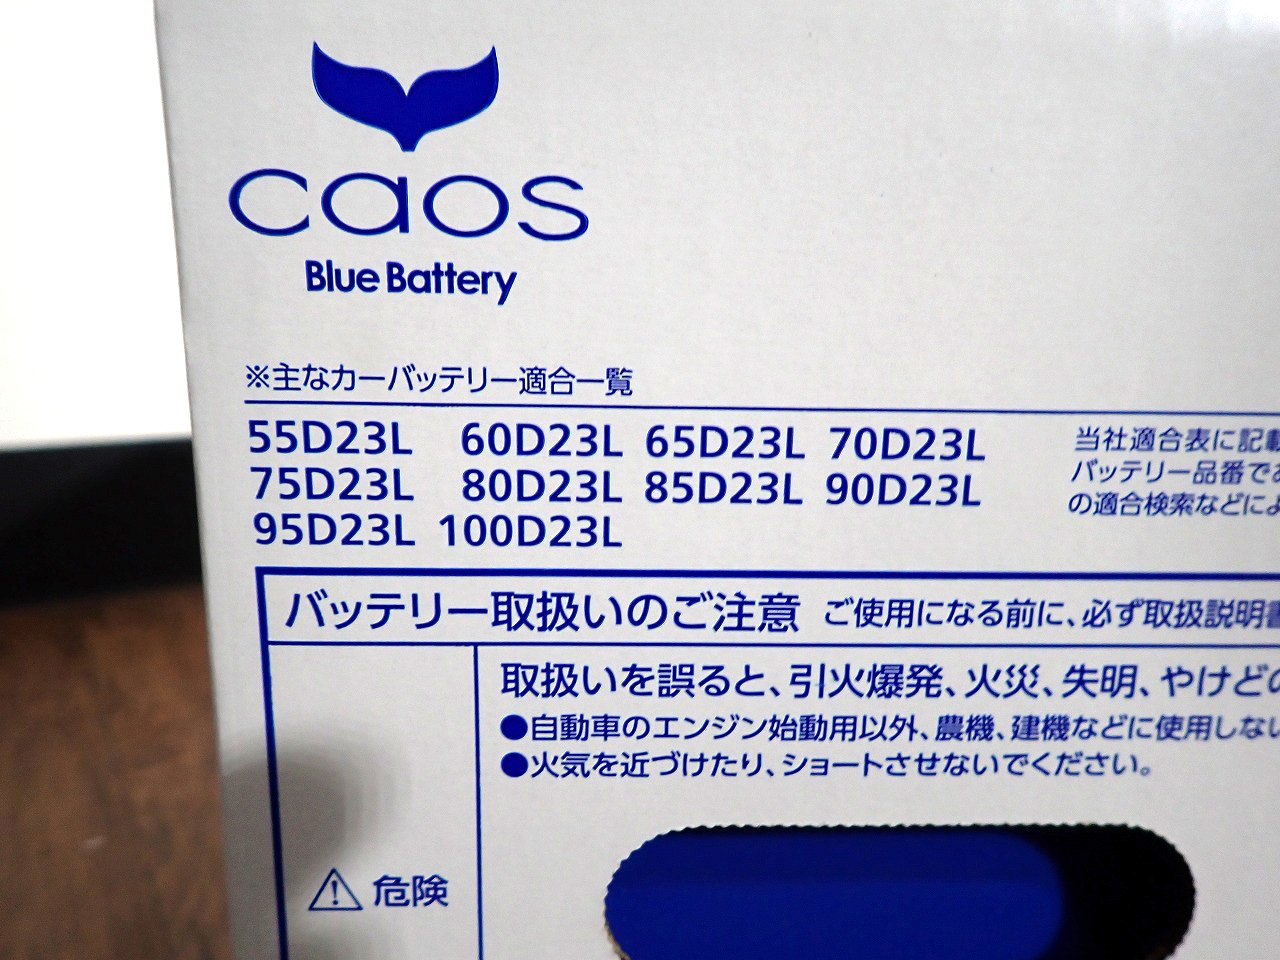 caos
Blue Battery
※主なカーバッテリー適合一覧
55D23L 60D23L 65D23L 70D23L
75D23L 80D23L 85D23L 90D23L
95D23L 100D23L
当社適合表に記載
バッテリー品番でお
の適合検索などによ
バッテリー取扱いのご注意 ご使用になる前に、必ず取扱説明書
取扱いを誤ると、引火爆発、火災、失明、やけどの
●自動車のエンジン始動用以外、農機、建機などに使用しない
●火気を近づけたり、ショートさせないでください。
⚠危険